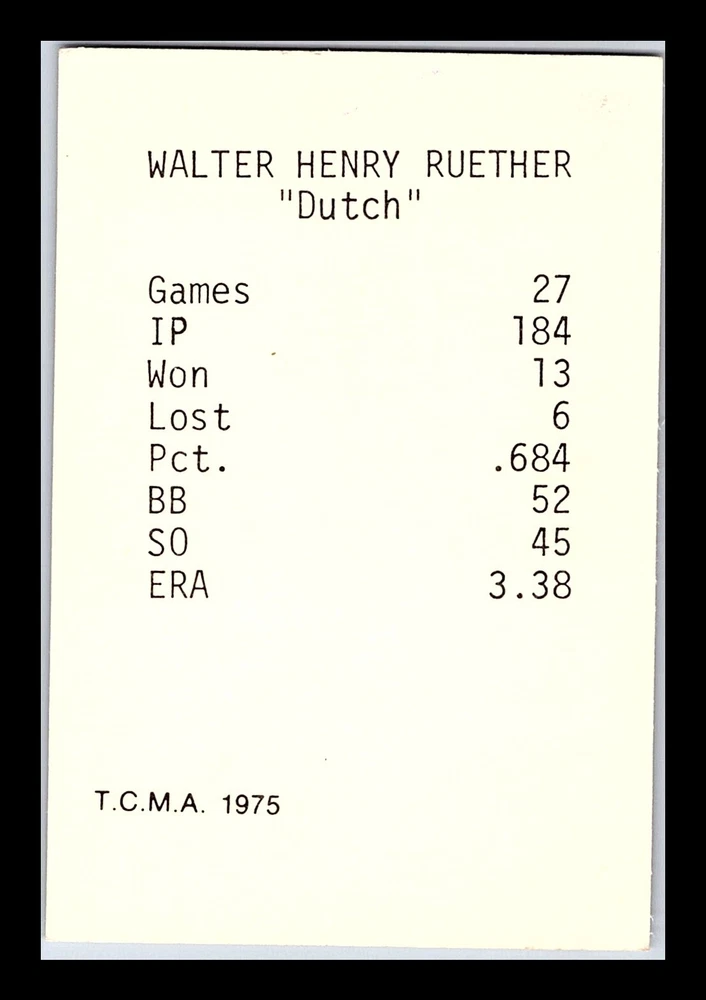 WALTER HENRY RUETHER
"Dutch"
Games 27
IP 184
Won 13
Lost 6
Pct. .684
BB 52
SO 45
ERA 3.38
T.C.M.A. 1975